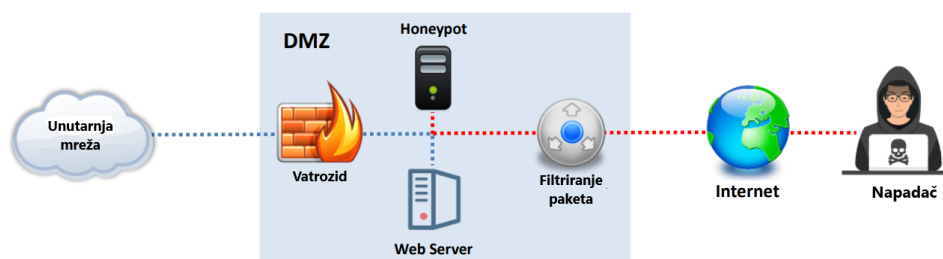 DMZ
Honeypot
Unutarnja
mreža
Vatrozid
Web Server
Filtriranje
paketa
Internet
Napadač